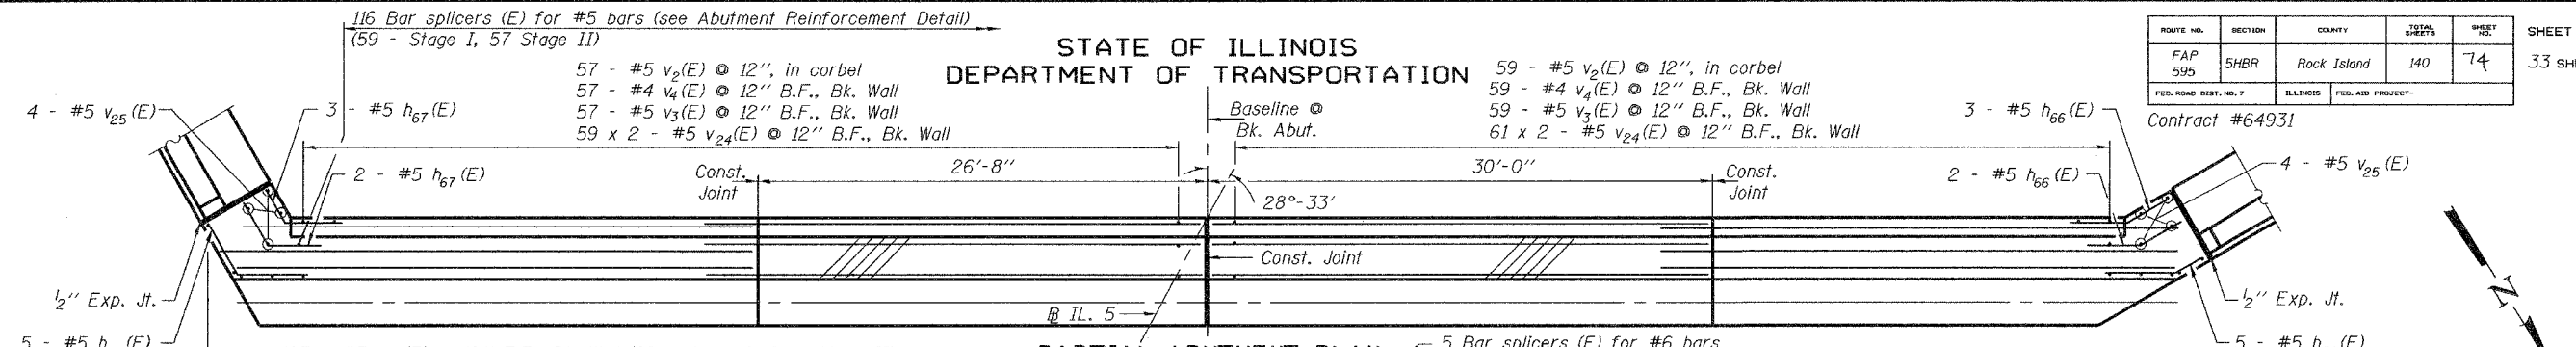 116 Bar splicers (E) for #5 bars (see Abutment Reinforcement Detail)
(59 - Stage I, 57 Stage II)
STATE OF ILLINOIS
DEPARTMENT OF TRANSPORTATION
ROUTE NO. SECTION COUNTY TOTAL SHEETS SHEET NO.
FAP 595 5HBR Rock Island 140 74
FED. ROAD DIST. NO. 7 ILLINOIS FED. AID PROJECT-
SHEET
33
Contract #64931
57 - #5 v2(E) @ 12", in corbel
57 - #4 v4(E) @ 12" B.F., Bk. Wall
57 - #5 v3(E) @ 12" B.F., Bk. Wall
59 x 2 - #5 v24(E) @ 12" B.F., Bk. Wall
59 - #5 v2(E) @ 12", in corbel
59 - #4 v4(E) @ 12" B.F., Bk. Wall
59 - #5 v3(E) @ 12" B.F., Bk. Wall
61 x 2 - #5 v24(E) @ 12" B.F., Bk. Wall
4 - #5 v25(E)
3 - #5 h67(E)
Baseline @
Bk. Abut.
3 - #5 h66(E)
4 - #5 v25(E)
2 - #5 h67(E)
Const.
Joint
26'-8"
30'-0"
Const.
Joint
2 - #5 h66(E)
28°-33'
Const. Joint
1/2" Exp. Jt.
1/2" Exp. Jt.
IL. 5
N
5 - #5 h (E)
5 Bar splicers (E) for #6 bars
5 - #5 h (E)